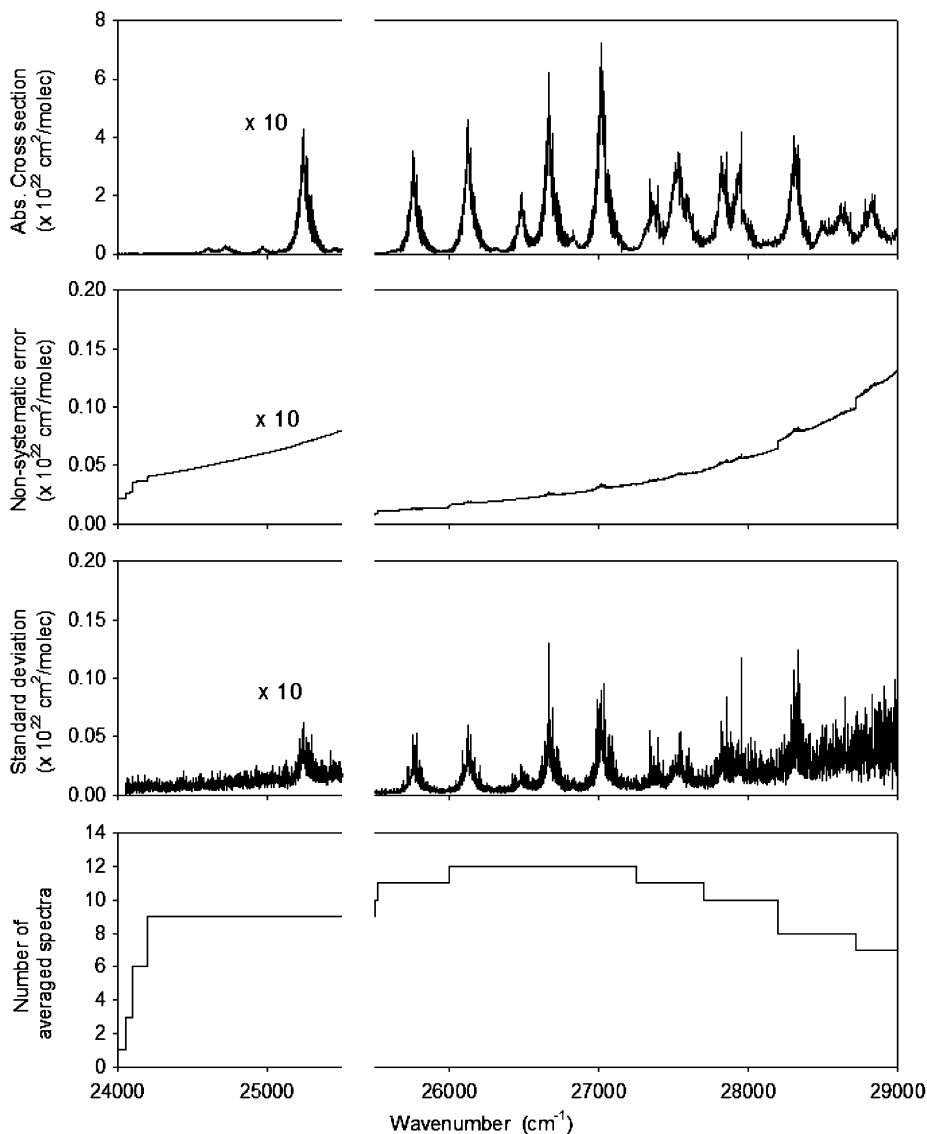 Abs. Cross section
(x 10²² cm²/molec)
8
6
4
2
0
x 10
Non-systematic error
(x 10²² cm²/molec)
0.20
0.15
0.10
0.05
0.00
x 10
Standard deviation
(x 10²² cm²/molec)
0.20
0.15
0.10
0.05
0.00
x 10
Number of
averaged spectra
14
12
10
8
6
4
2
0
24000 25000 26000 27000 28000 29000
Wavenumber (cm⁻¹)